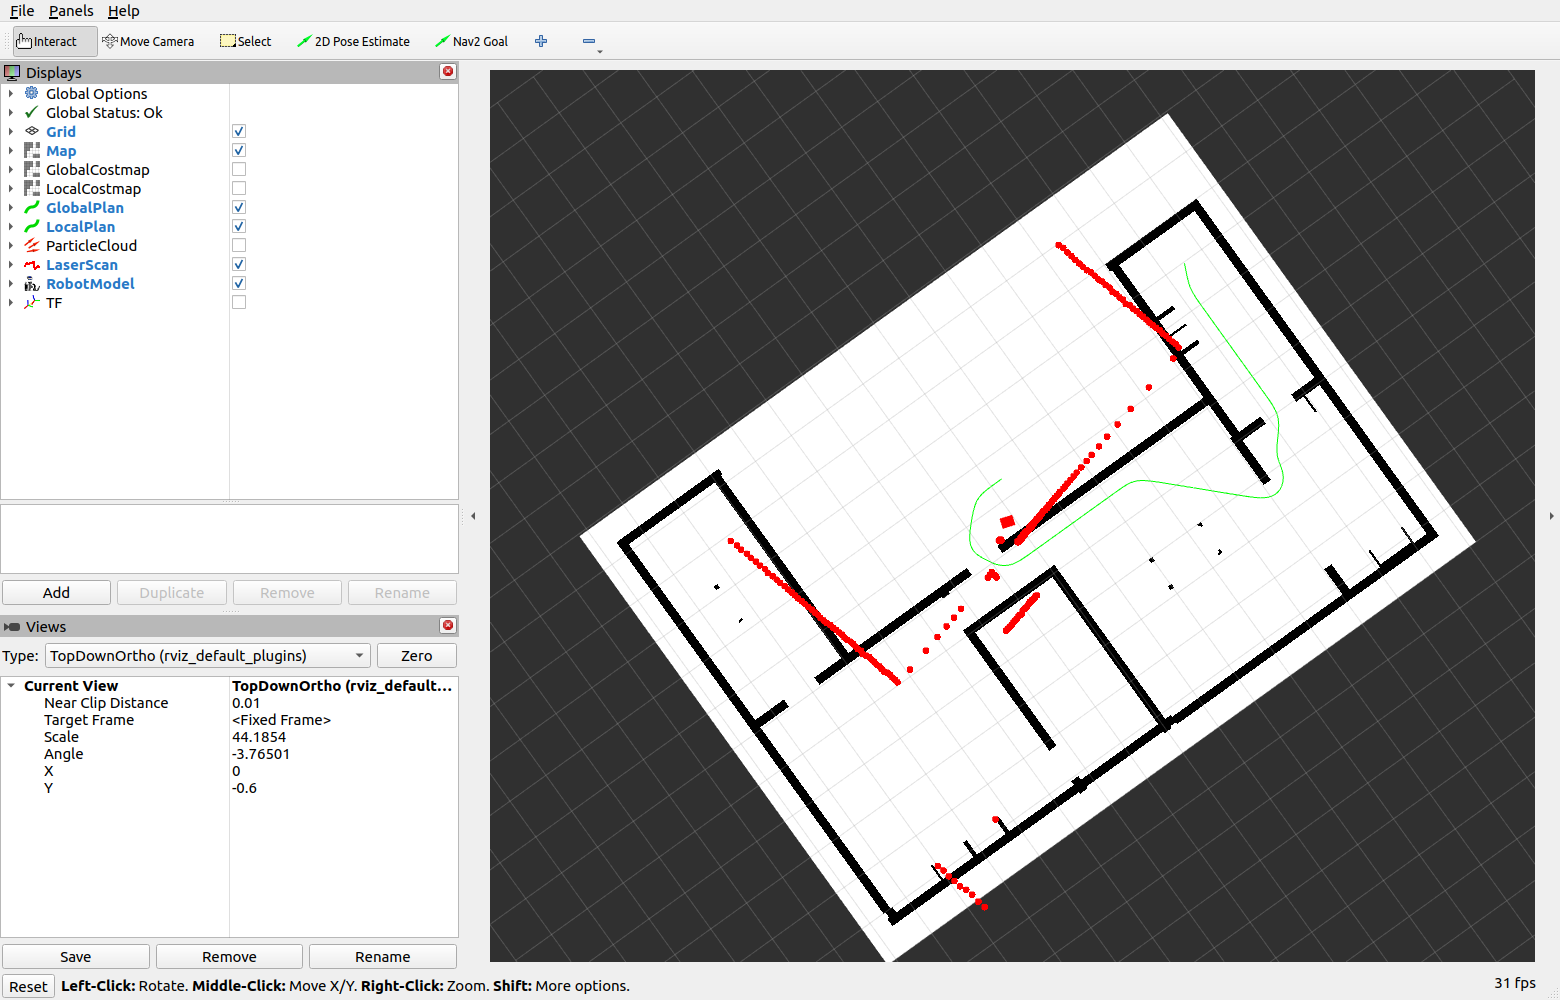 File Panels Help
Interact Move Camera Select 2D Pose Estimate Nav2 Goal
Displays
Global Options
Global Status: Ok
Grid
Map
GlobalCostmap
LocalCostmap
GlobalPlan
LocalPlan
ParticleCloud
LaserScan
RobotModel
TF
Add Duplicate Remove Rename
Views
Type: TopDownOrtho (rviz_default_plugins) Zero
Current View TopDownOrtho (rviz_default...
Near Clip Distance 0.01
Target Frame <Fixed Frame>
Scale 44.1854
Angle -3.76501
X 0
Y -0.6
Save Remove Rename
Reset Left-Click: Rotate. Middle-Click: Move X/Y. Right-Click: Zoom. Shift: More options. 31 fps